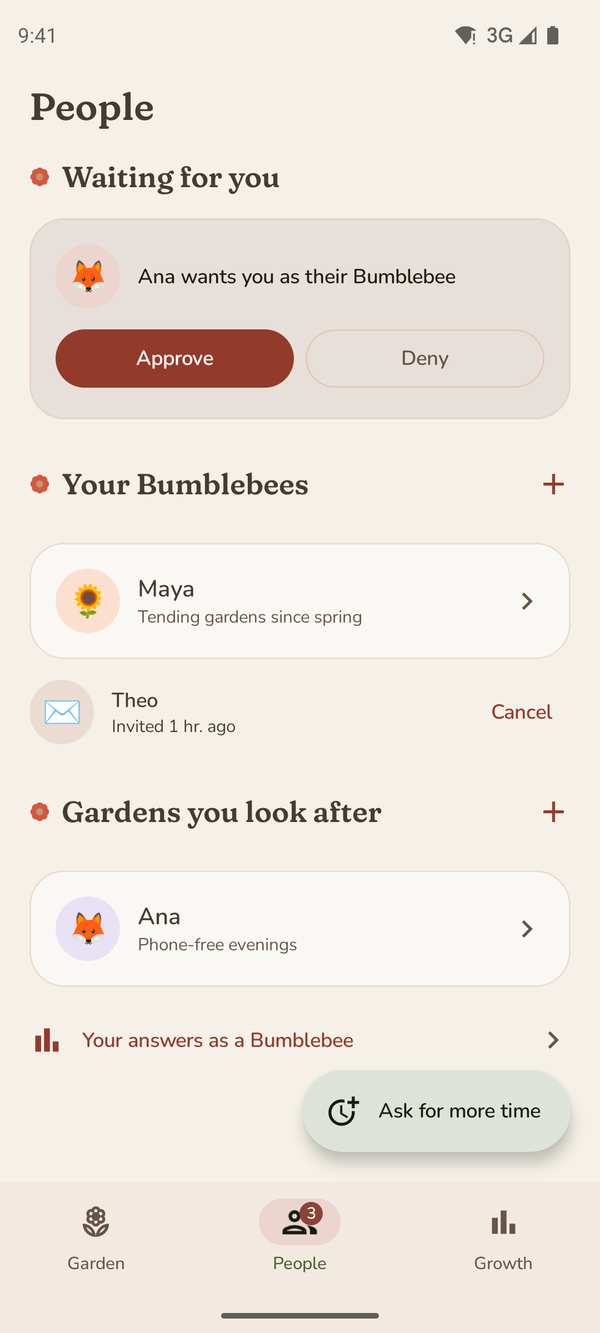 9:41
3G
People
Waiting for you
Ana wants you as their Bumblebee
Approve
Deny
Your Bumblebees
Maya
Tending gardens since spring
Theo
Invited 1 hr. ago
Cancel
Gardens you look after
Ana
Phone-free evenings
Your answers as a Bumblebee
Ask for more time
3
Garden
People
Growth